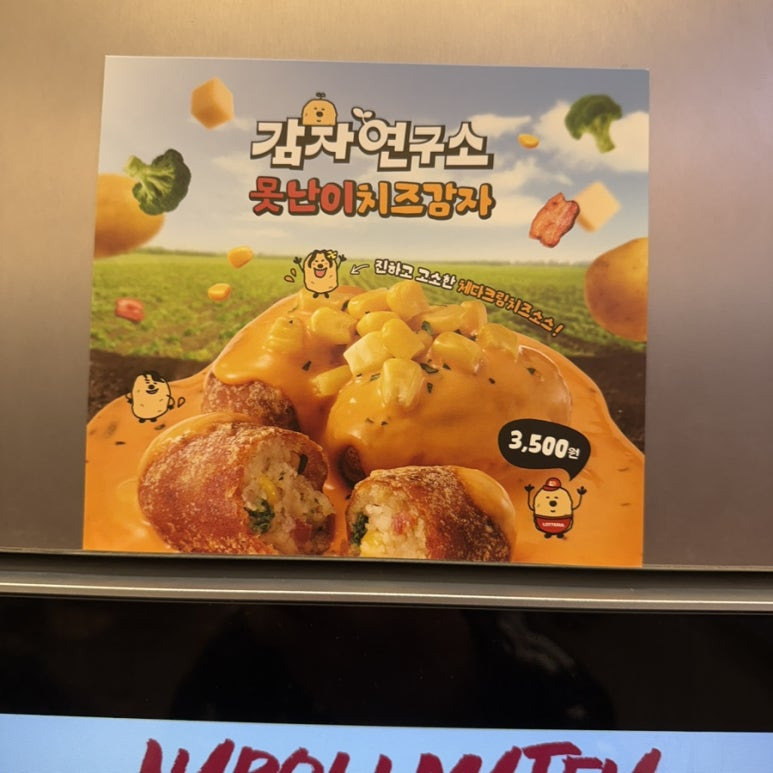 감자연구소
못난이치즈감자
진하고 고소한 체다크림치즈소스!
3,500원
LOTTERIA